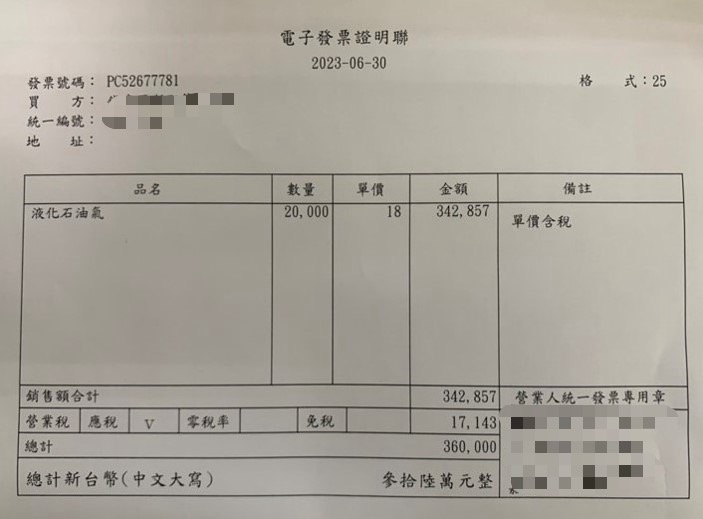 電子發票證明聯
2023-06-30
發票號碼： PC52677781 格 式：25
買 方：
統一編號：
地 址：
品名 數量 單價 金額 備註
液化石油氣 20,000 18 342,857 單價含稅
銷售額合計 342,857 營業人統一發票專用章
營業稅 應稅 V 零稅率 免稅 17,143
總計 360,000
總計新台幣(中文大寫) 參拾陸萬元整